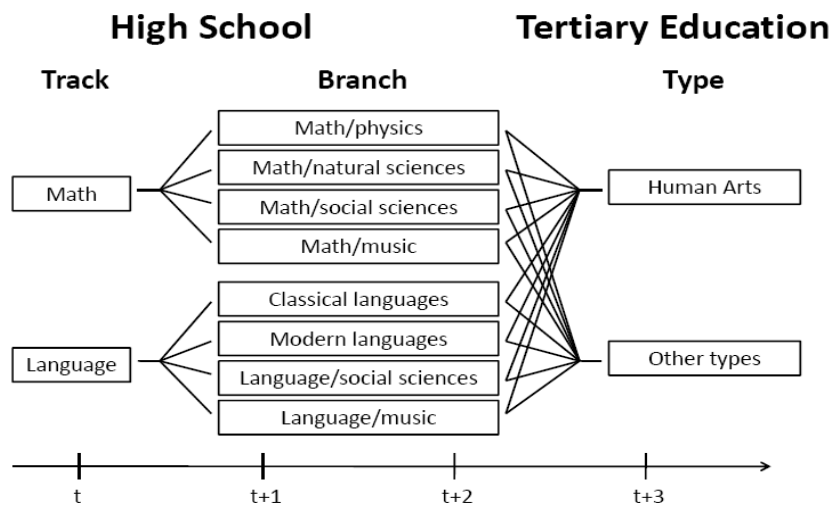 High School
Tertiary Education
Track
Branch
Type
Math
Math/physics
Math/natural sciences
Math/social sciences
Math/music
Language
Classical languages
Modern languages
Language/social sciences
Language/music
Human Arts
Other types
t
t+1
t+2
t+3